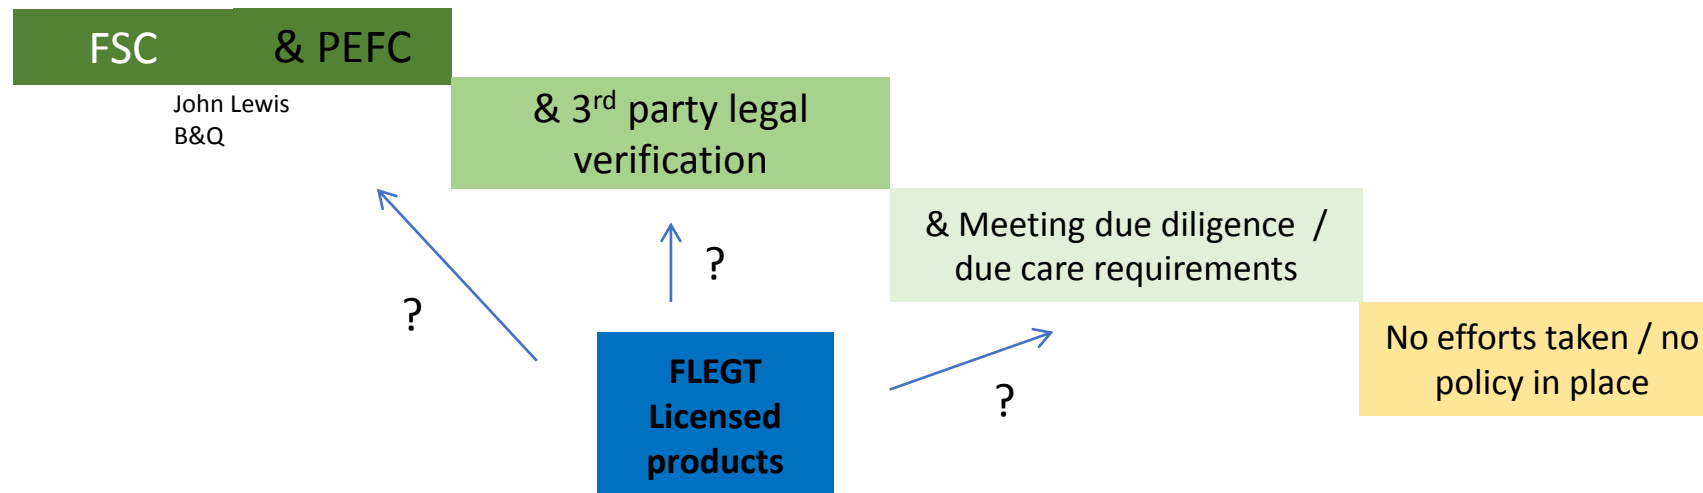 FSC & PEFC
John Lewis
B&Q
& 3rd party legal
verification
& Meeting due diligence /
due care requirements
No efforts taken / no
policy in place
?
?
?
FLEGT
Licensed
products